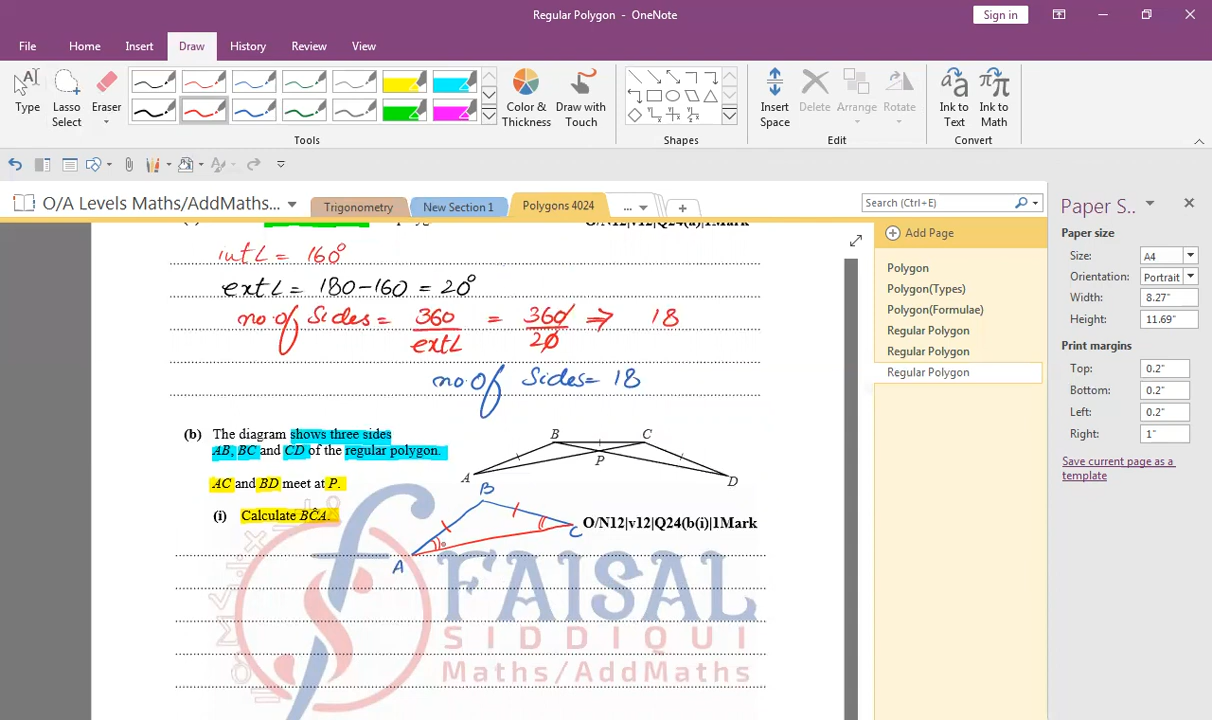 Regular Polygon - OneNote
Sign in
File Home Insert Draw History Review View
Type
Lasso Select
Eraser
Color & Thickness
Draw with Touch
Insert Space
Delete
Arrange
Rotate
Ink to Text
Ink to Math
Tools
Shapes
Edit
Convert
O/A Levels Maths/AddMaths...
Trigonometry
New Section 1
Polygons 4024
...
Search (Ctrl+E)
Paper S...
Add Page
Polygon
Polygon(Types)
Polygon(Formulae)
Regular Polygon
Regular Polygon
Regular Polygon
Paper size
Size: A4
Orientation: Portrait
Width: 8.27"
Height: 11.69"
Print margins
Top: 0.2"
Bottom: 0.2"
Left: 0.2"
Right: 1"
Save current page as a template
O/N12|v12|Q24(a)|1Mark
int L = 160°
ext L = 180-160 = 20°
no of Sides = 360/ext L = 360/20 ⇒ 18
no. of Sides = 18
(b) The diagram shows three sides
AB, BC and CD of the regular polygon.
AC and BD meet at P.
(i) Calculate BĈA.
O/N12|v12|Q24(b(i)|1Mark
B C
P
A D
B
C
A
FAISAL
SIDDIQUI
Maths/AddMaths